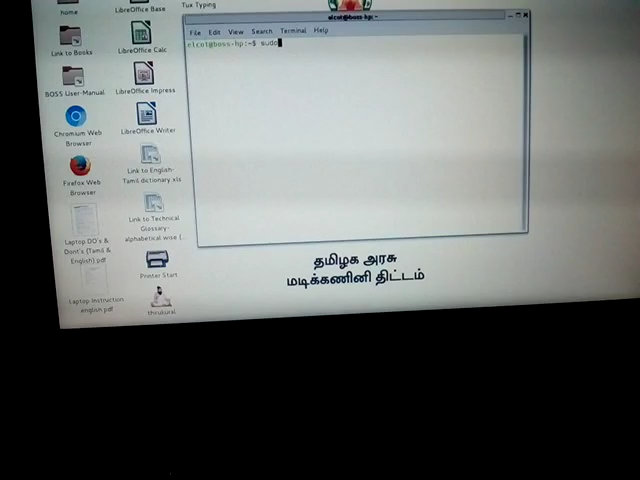 home
LibreOffice Base
Tux Typing
Link to Books
LibreOffice Calc
BOSS User-Manual
LibreOffice Impress
Chromium Web
Browser
LibreOffice Writer
Firefox Web
Browser
Link to English-
Tamil dictionary.xls
Laptop DO's &
Dont's (Tamil &
English).pdf
Link to Technical
Glossary-
alphabetical wise (...
Laptop Instruction
english.pdf
Printer Start
thirukural
elcot@boss-hp: ~
File Edit View Search Terminal Help
elcot@boss-hp:~$ sudo
தமிழக அரசு
மடிக்கணினி திட்டம்